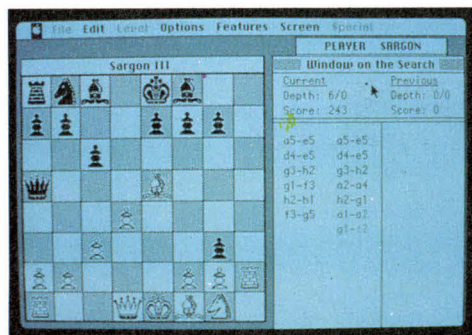 File Edit Level Options Features Screen Special
PLAYER SARGON
Sargon III
Window on the Search
Current Previous
Depth: 6/0 Depth: 0/0
Score: 243 Score: 0
a5-e5 a5-e5
d4-e5 d4-e5
g3-h2 g3-h2
g1-f3 a2-a4
h2-h1 h2-g1
f3-g5 a1-a2
g1-f2